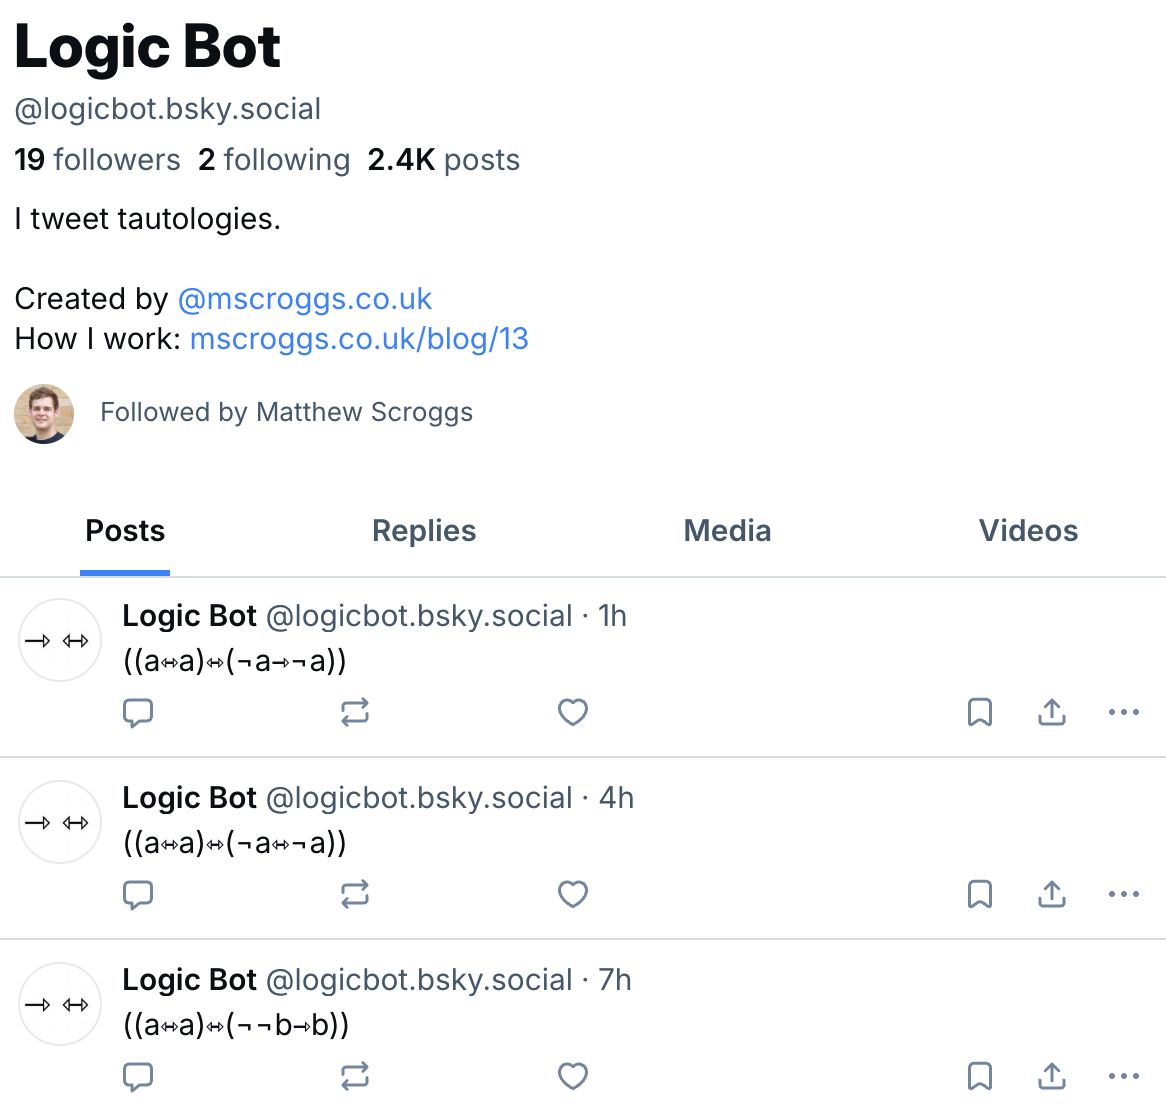 Logic Bot
@logicbot.bsky.social
19 followers 2 following 2.4K posts
I tweet tautologies.
Created by @mscroggs.co.uk
How I work: mscroggs.co.uk/blog/13
Followed by Matthew Scroggs
Posts Replies Media Videos
Logic Bot @logicbot.bsky.social · 1h
((a⇿a)⇿(¬a⇾¬a))
Logic Bot @logicbot.bsky.social · 4h
((a⇿a)⇿(¬a⇿¬a))
Logic Bot @logicbot.bsky.social · 7h
((a⇿a)⇿(¬¬b⇾b))